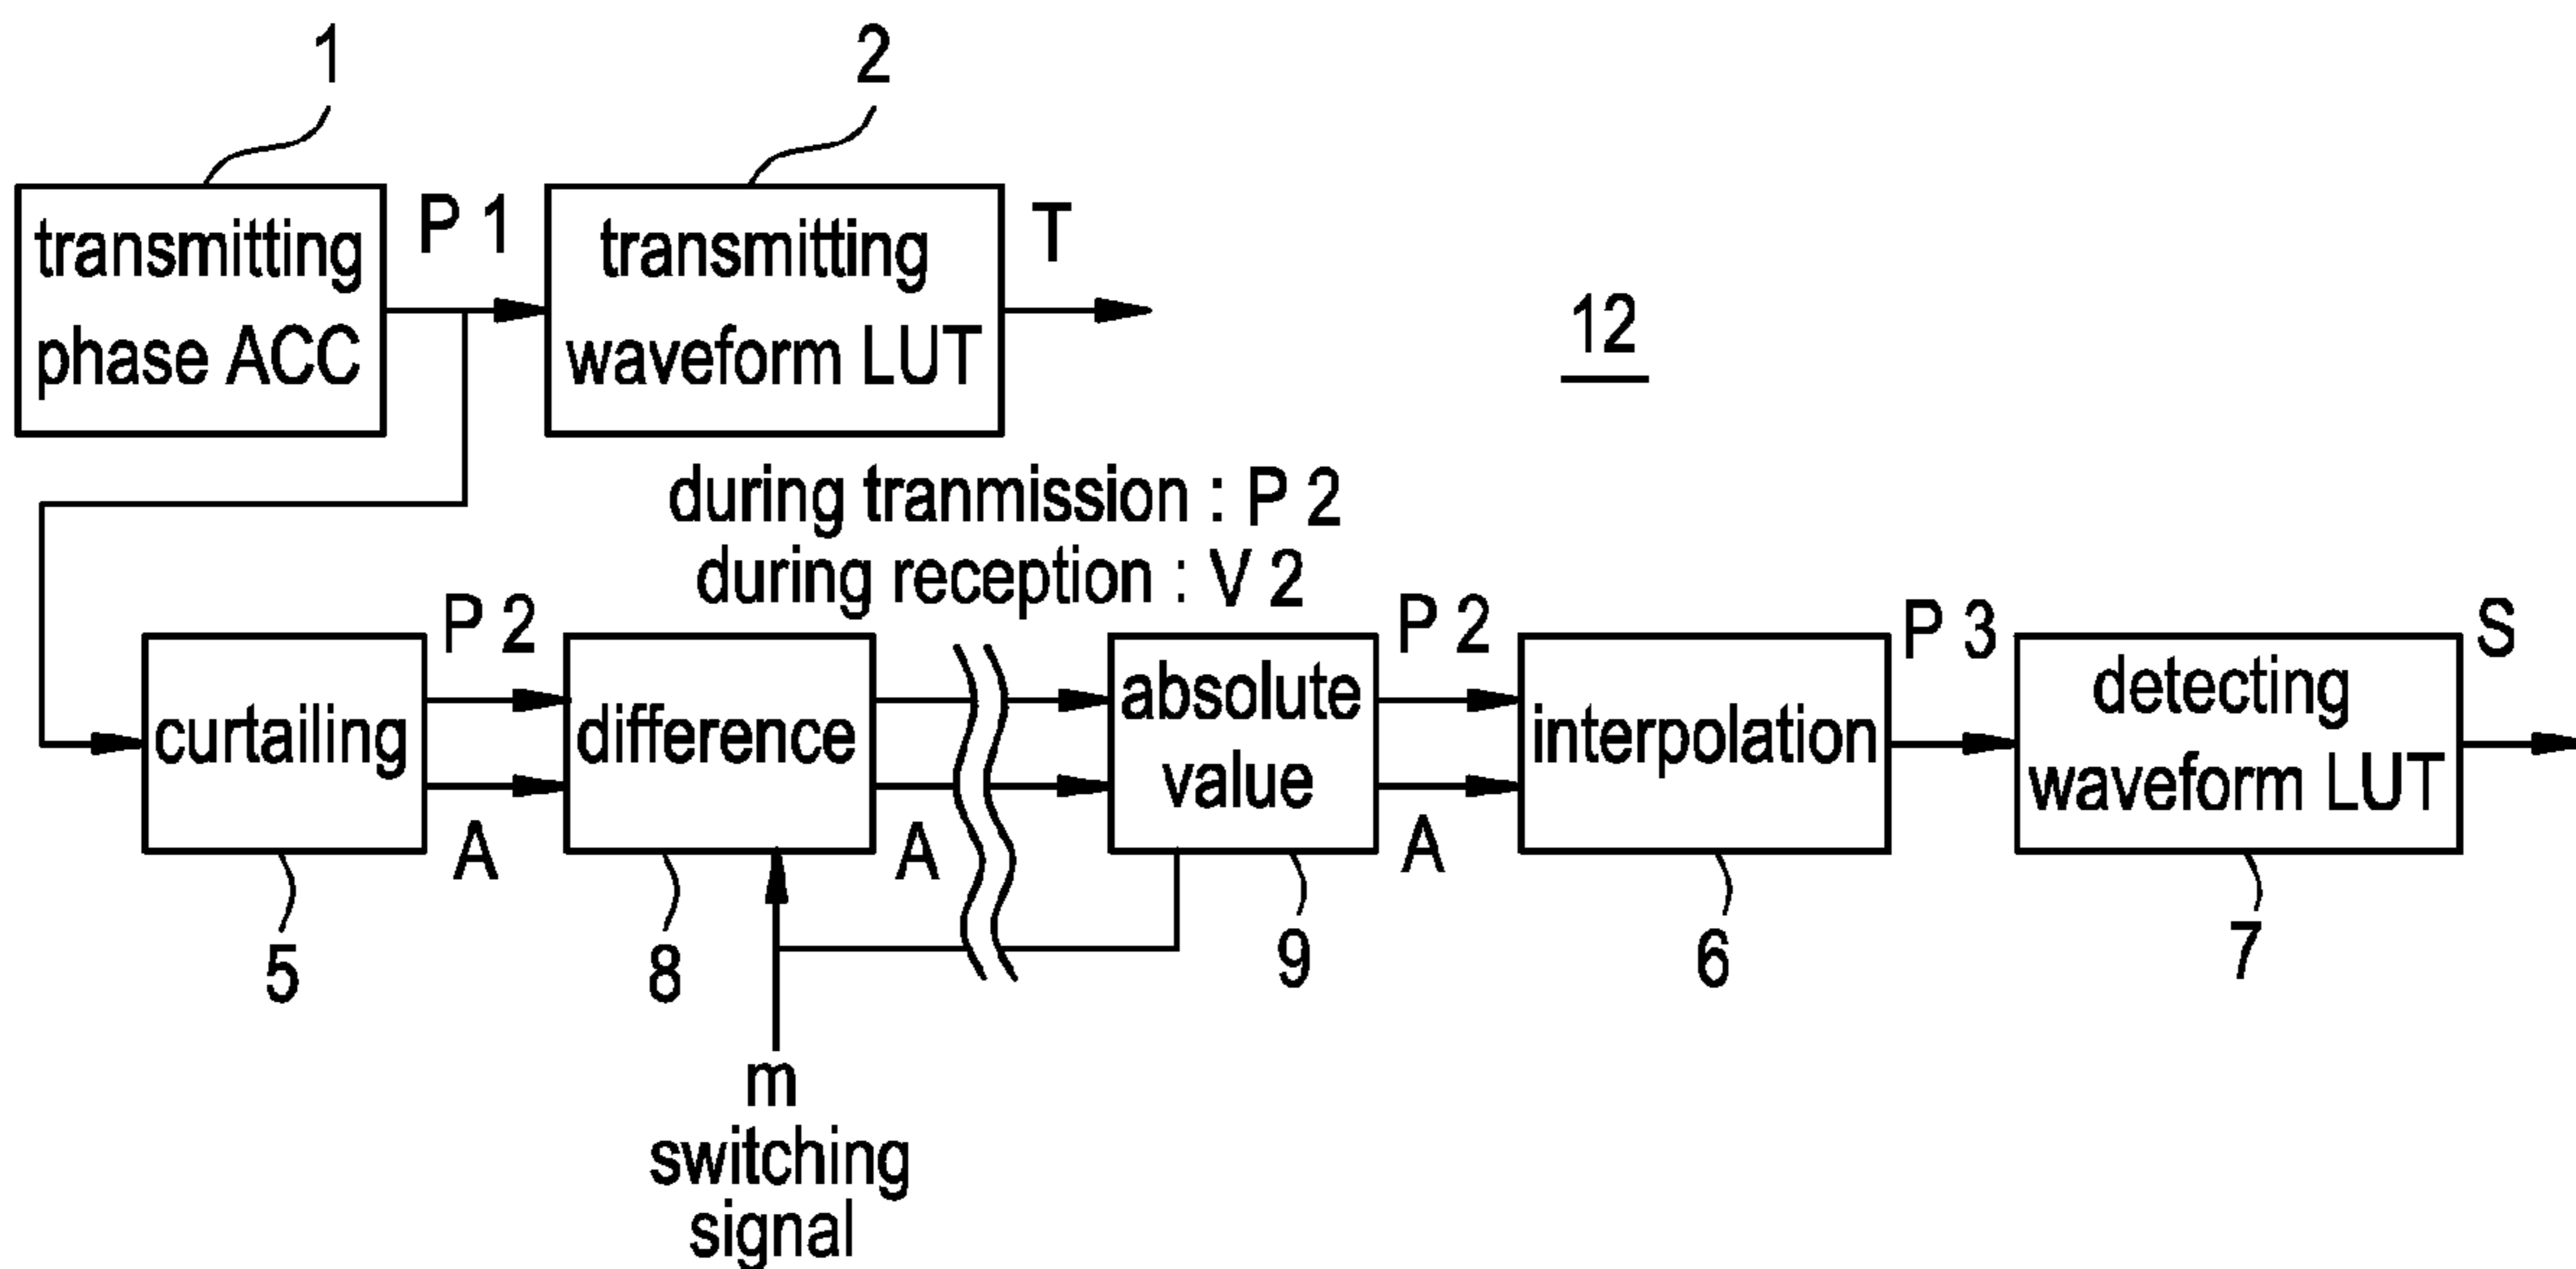 1
2
transmitting
phase ACC
P 1
transmitting
waveform LUT
T
12
during tranmission : P 2
during reception : V 2
curtailing
P 2
A
difference
A
absolute
value
P 2
A
interpolation
P 3
detecting
waveform LUT
S
5
8
9
6
7
m
switching
signal